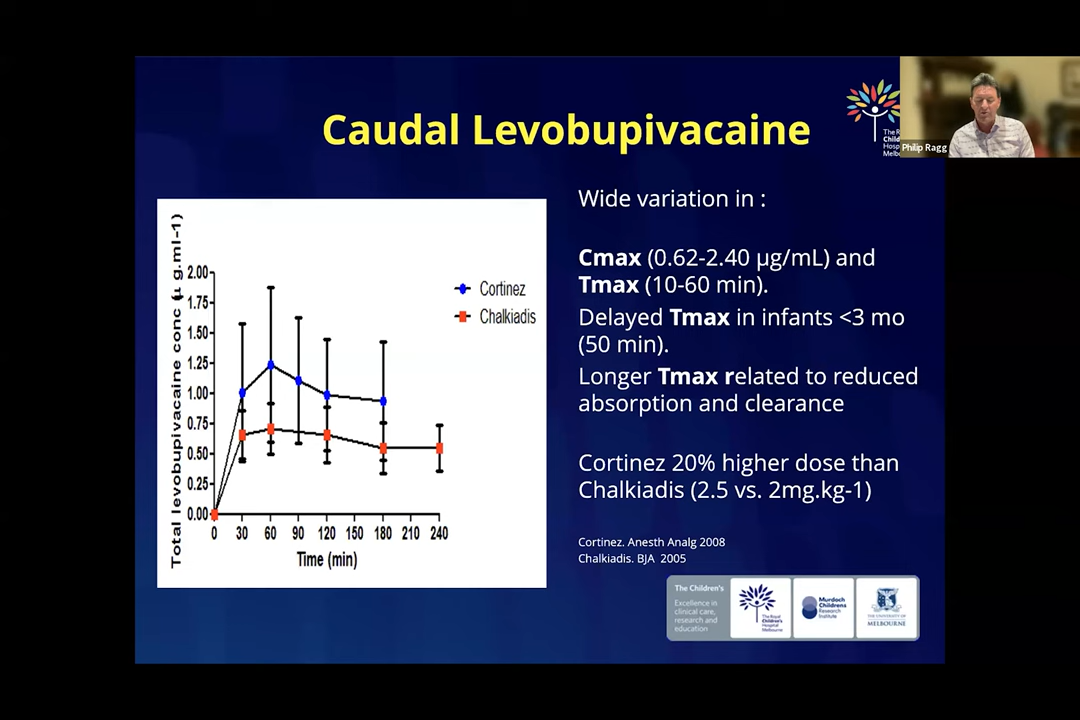 Caudal Levobupivacaine
The R
Child
Hosp
Melbo
Philip Ragg
Total levobupivacaine conc (µ g.ml-1)
2.00
1.75
1.50
1.25
1.00
0.75
0.50
0.25
0.00
0 30 60 90 120 150 180 210 240
Time (min)
Cortinez
Chalkiadis
Wide variation in :
Cmax (0.62-2.40 µg/mL) and
Tmax (10-60 min).
Delayed Tmax in infants <3 mo
(50 min).
Longer Tmax related to reduced
absorption and clearance
Cortinez 20% higher dose than
Chalkiadis (2.5 vs. 2mg.kg-1)
Cortinez. Anesth Analg 2008
Chalkiadis. BJA 2005
The Children's
Excellence in
clinical care,
research and
education
The Royal
Children's
Hospital
Melbourne
Murdoch
Childrens
Research
Institute
THE UNIVERSITY OF
MELBOURNE